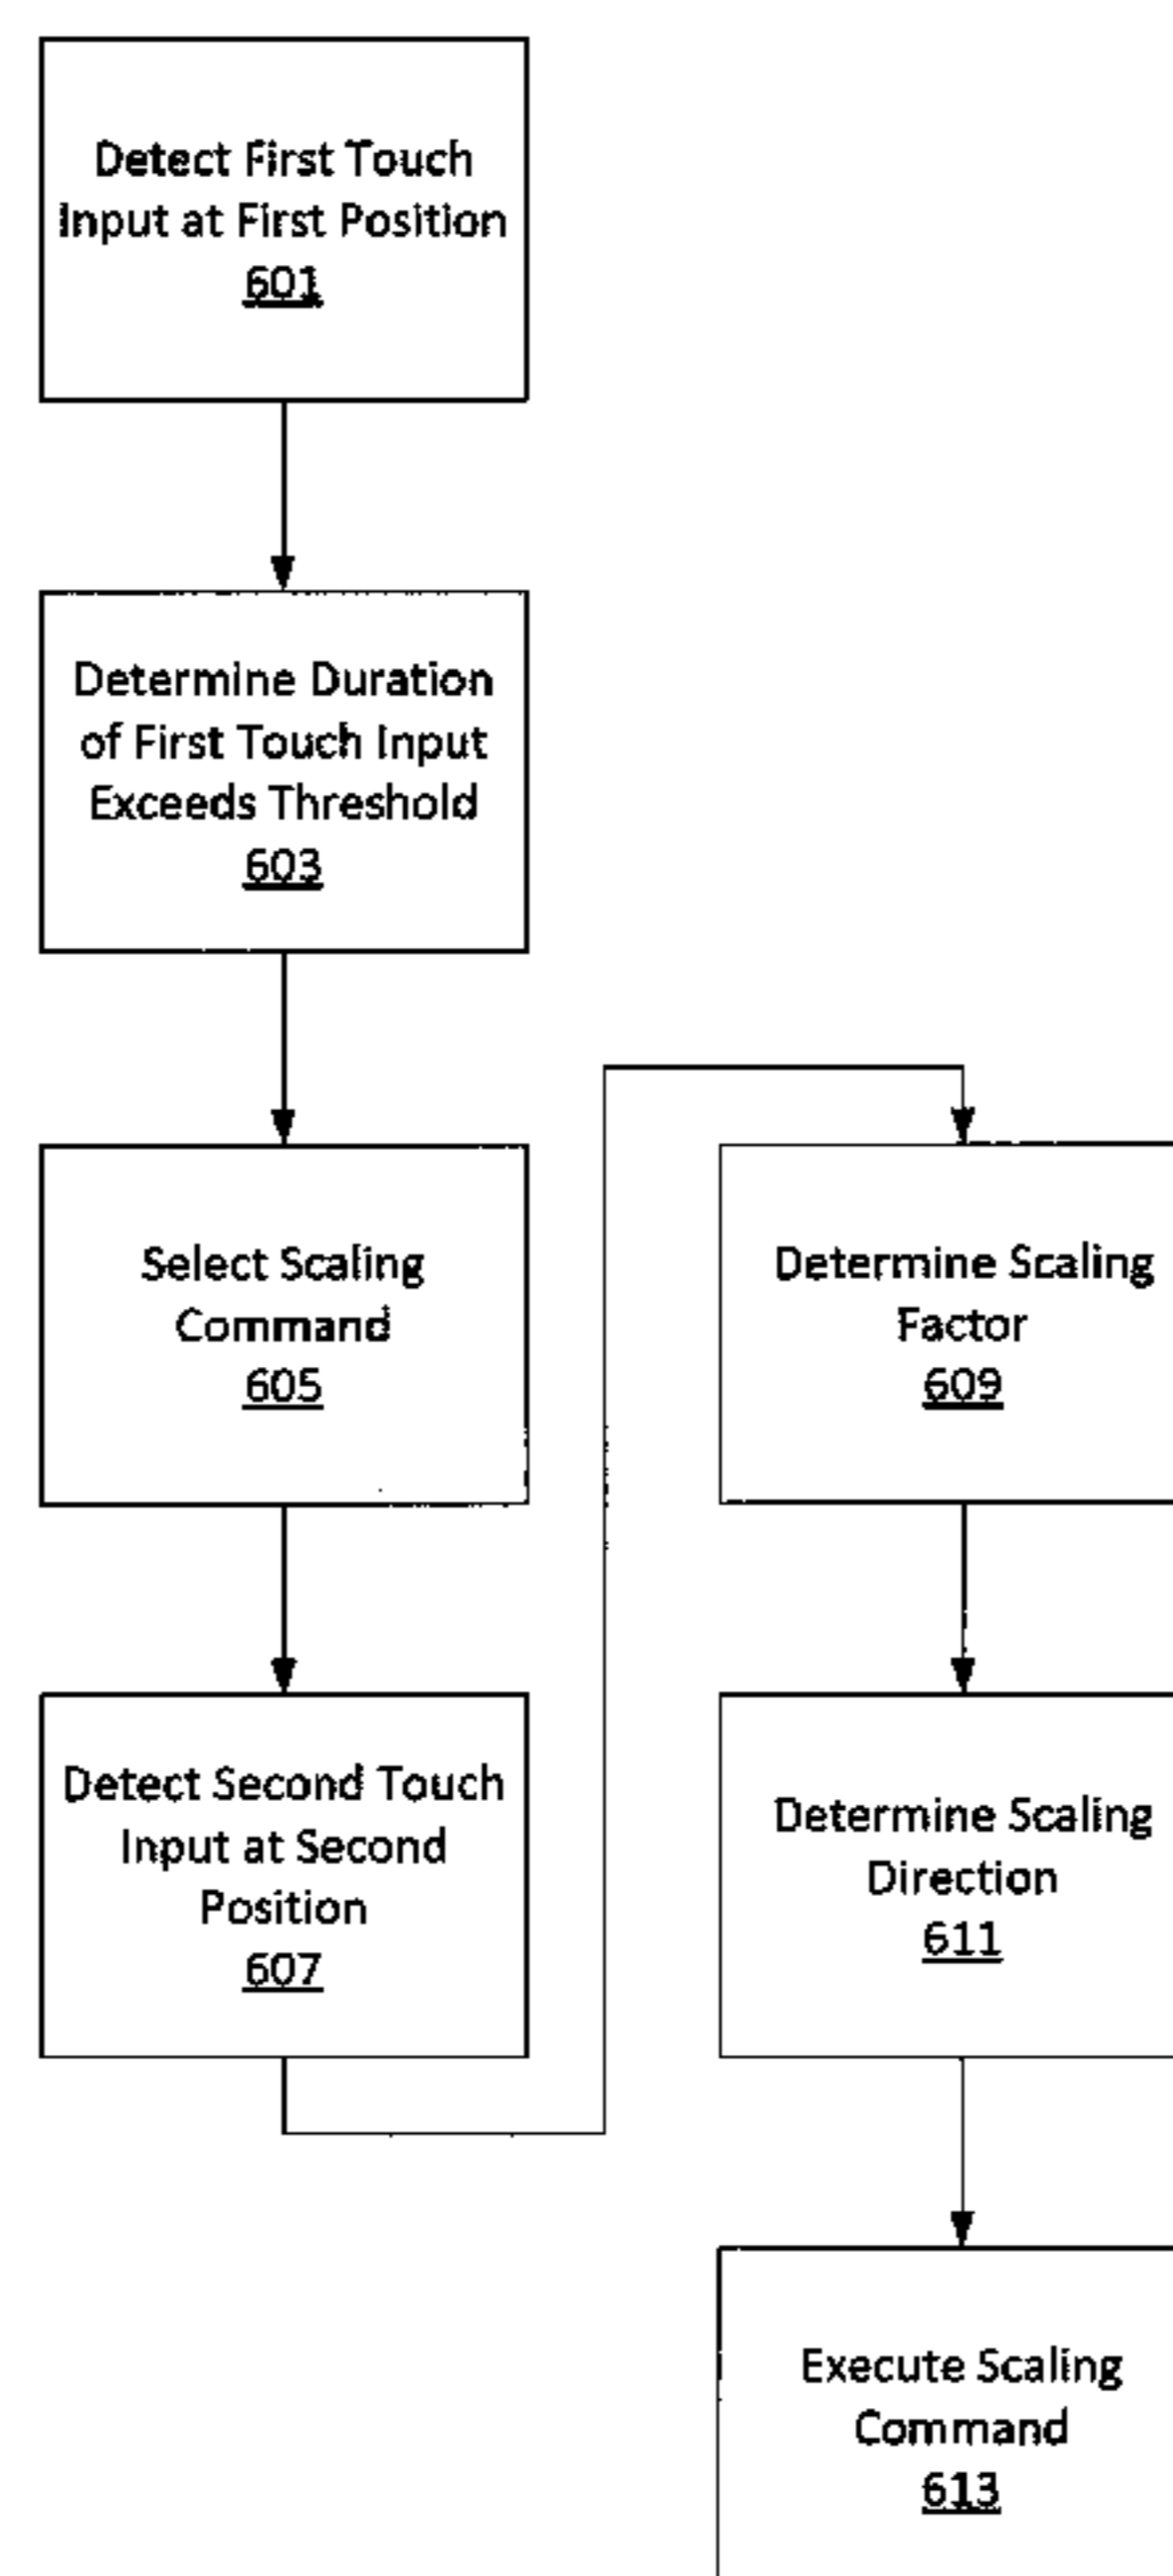 Detect First Touch
Input at First Position
601
Determine Duration
of First Touch Input
Exceeds Threshold
603
Select Scaling
Command
605
Detect Second Touch
Input at Second
Position
607
Determine Scaling
Factor
609
Determine Scaling
Direction
611
Execute Scaling
Command
613